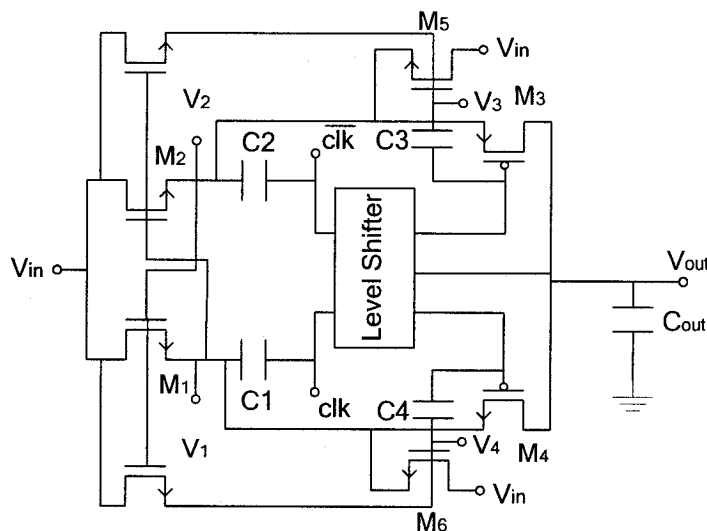 M5
Vin
V2
V3
M3
M2
C2
clk
C3
Level Shifter
Vin
Vout
Cout
M1
C1
clk
C4
V1
V4
M4
Vin
M6